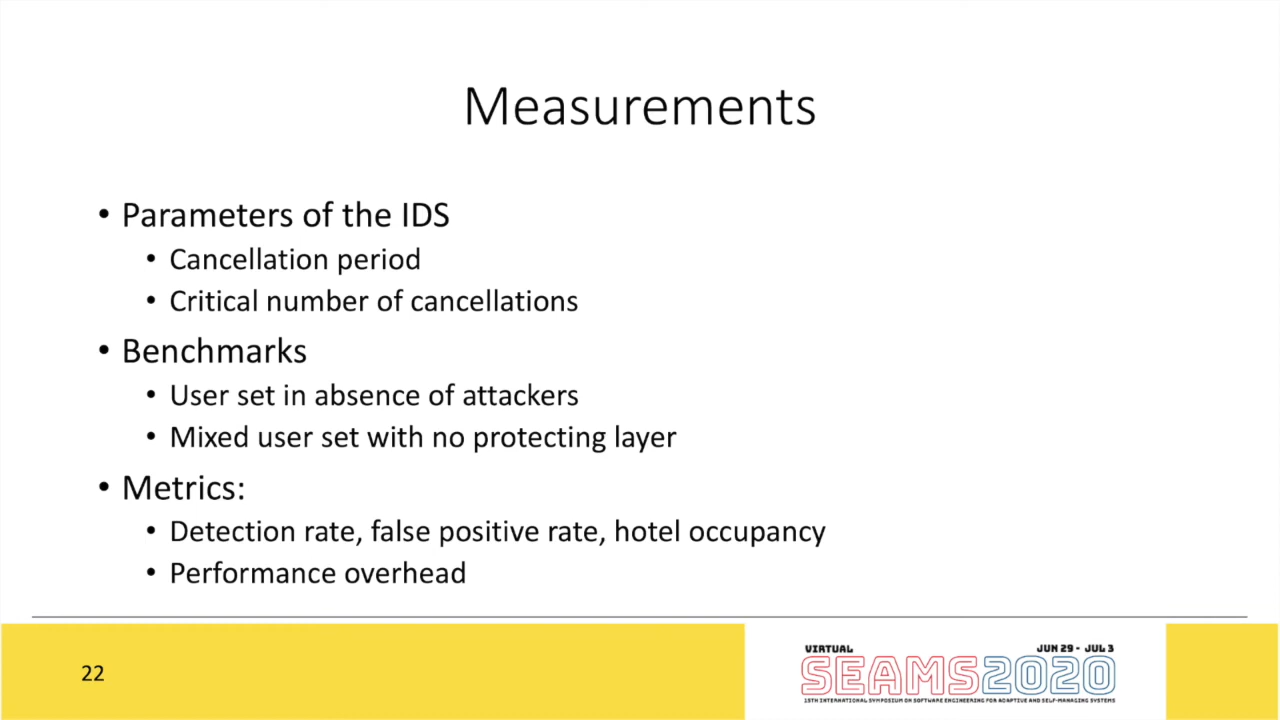 Measurements
• Parameters of the IDS
• Cancellation period
• Critical number of cancellations
• Benchmarks
• User set in absence of attackers
• Mixed user set with no protecting layer
• Metrics:
• Detection rate, false positive rate, hotel occupancy
• Performance overhead
22
VIRTUAL JUN 29 - JUL 3
SEAMS2020
15TH INTERNATIONAL SYMPOSIUM ON SOFTWARE ENGINEERING FOR ADAPTIVE AND SELF-MANAGING SYSTEMS